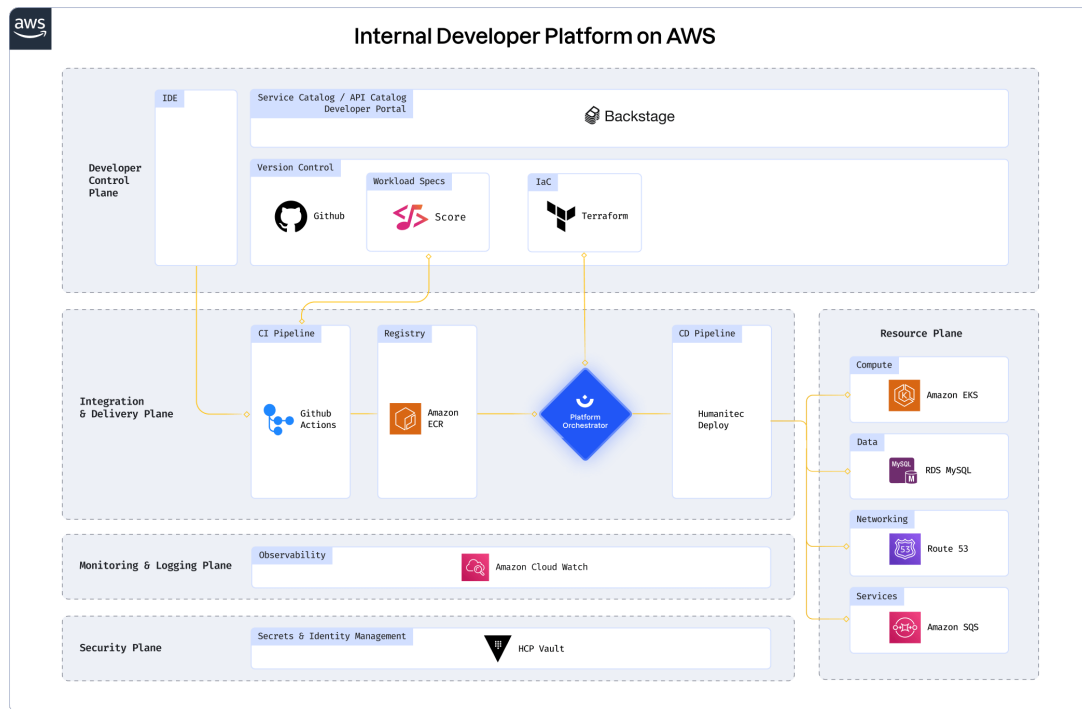 aws
Internal Developer Platform on AWS
Developer
Control
Plane
IDE
Service Catalog / API Catalog
Developer Portal
Backstage
Version Control
Github
Workload Specs
Score
IaC
Terraform
Integration
& Delivery Plane
CI Pipeline
Github
Actions
Registry
Amazon
ECR
Platform
Orchestrator
CD Pipeline
Humanitec
Deploy
Resource Plane
Compute
K
Amazon EKS
Data
MySQL
M
RDS MySQL
Networking
53
Route 53
Services
Amazon SQS
Monitoring & Logging Plane
Observability
Amazon Cloud Watch
Security Plane
Secrets & Identity Management
HCP Vault